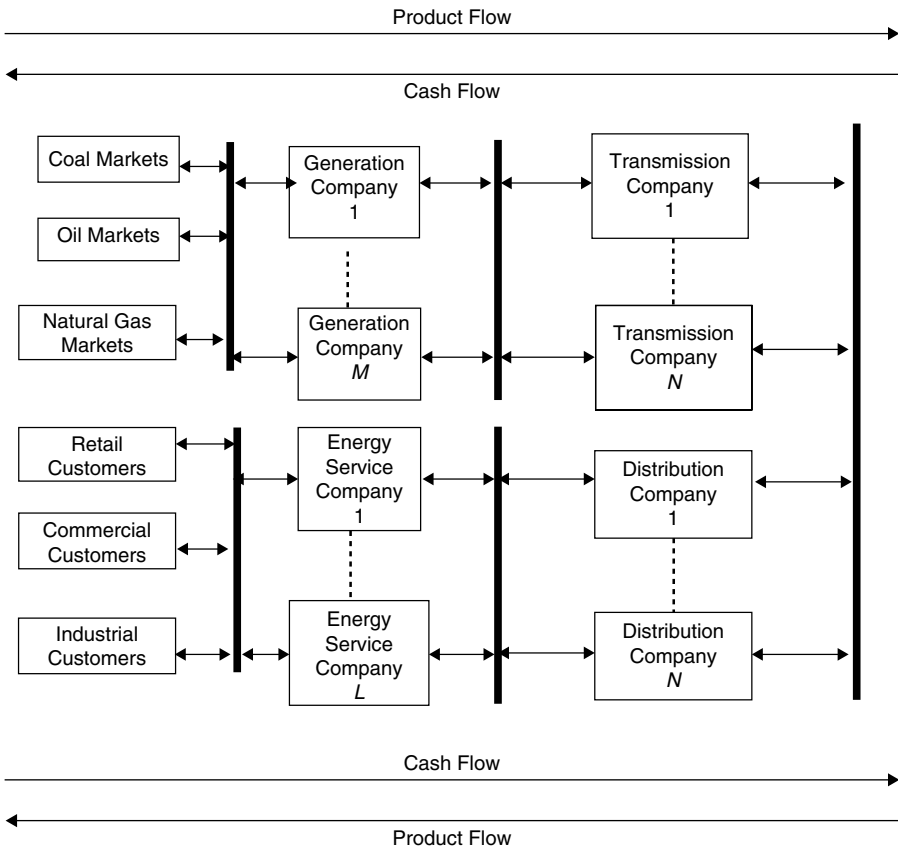 Product Flow
Cash Flow
Coal Markets
Oil Markets
Natural Gas
Markets
Generation
Company
1
Generation
Company
M
Transmission
Company
1
Transmission
Company
N
Retail
Customers
Commercial
Customers
Industrial
Customers
Energy
Service
Company
1
Energy
Service
Company
L
Distribution
Company
1
Distribution
Company
N
Cash Flow
Product Flow